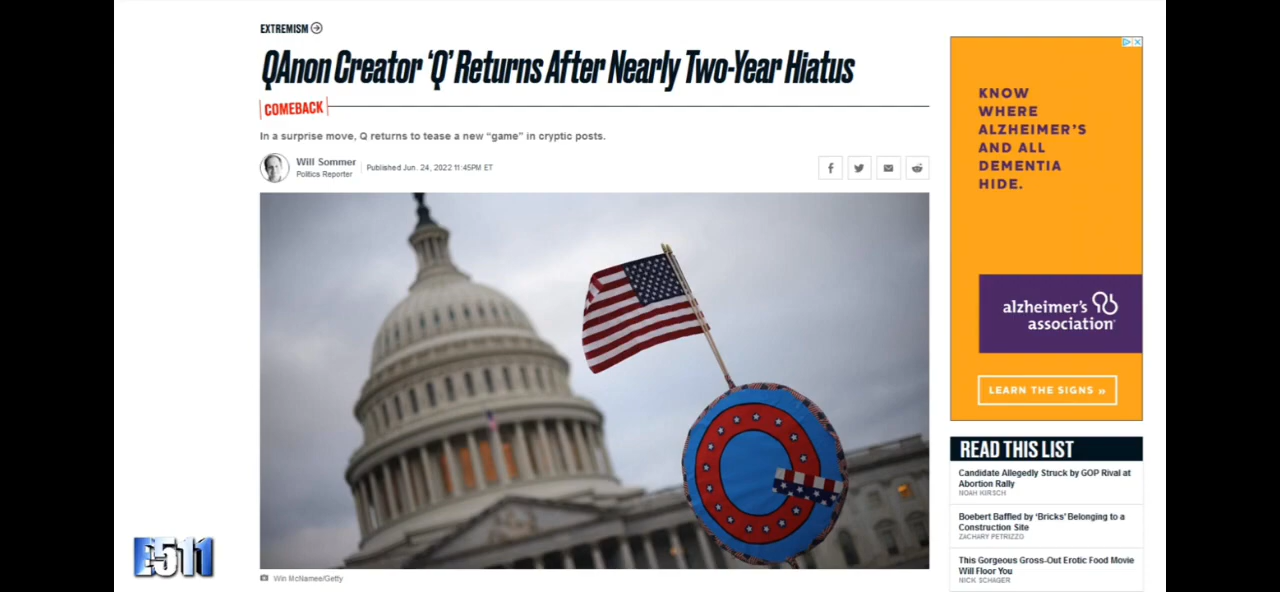 EXTREMISM
QAnon Creator 'Q' Returns After Nearly Two-Year Hiatus
COMEBACK
In a surprise move, Q returns to tease a new “game” in cryptic posts.
Will Sommer
Politics Reporter
Published Jun. 24, 2022 11:45PM ET
Win McNamee/Getty
KNOW
WHERE
ALZHEIMER'S
AND ALL
DEMENTIA
HIDE.
alzheimer's
association
LEARN THE SIGNS »
READ THIS LIST
Candidate Allegedly Struck by GOP Rival at
Abortion Rally
NOAH KIRSCH
Boebert Baffled by 'Bricks' Belonging to a
Construction Site
ZACHARY PETRIZZO
This Gorgeous Gross-Out Erotic Food Movie
Will Floor You
NICK SCHAGER
E511